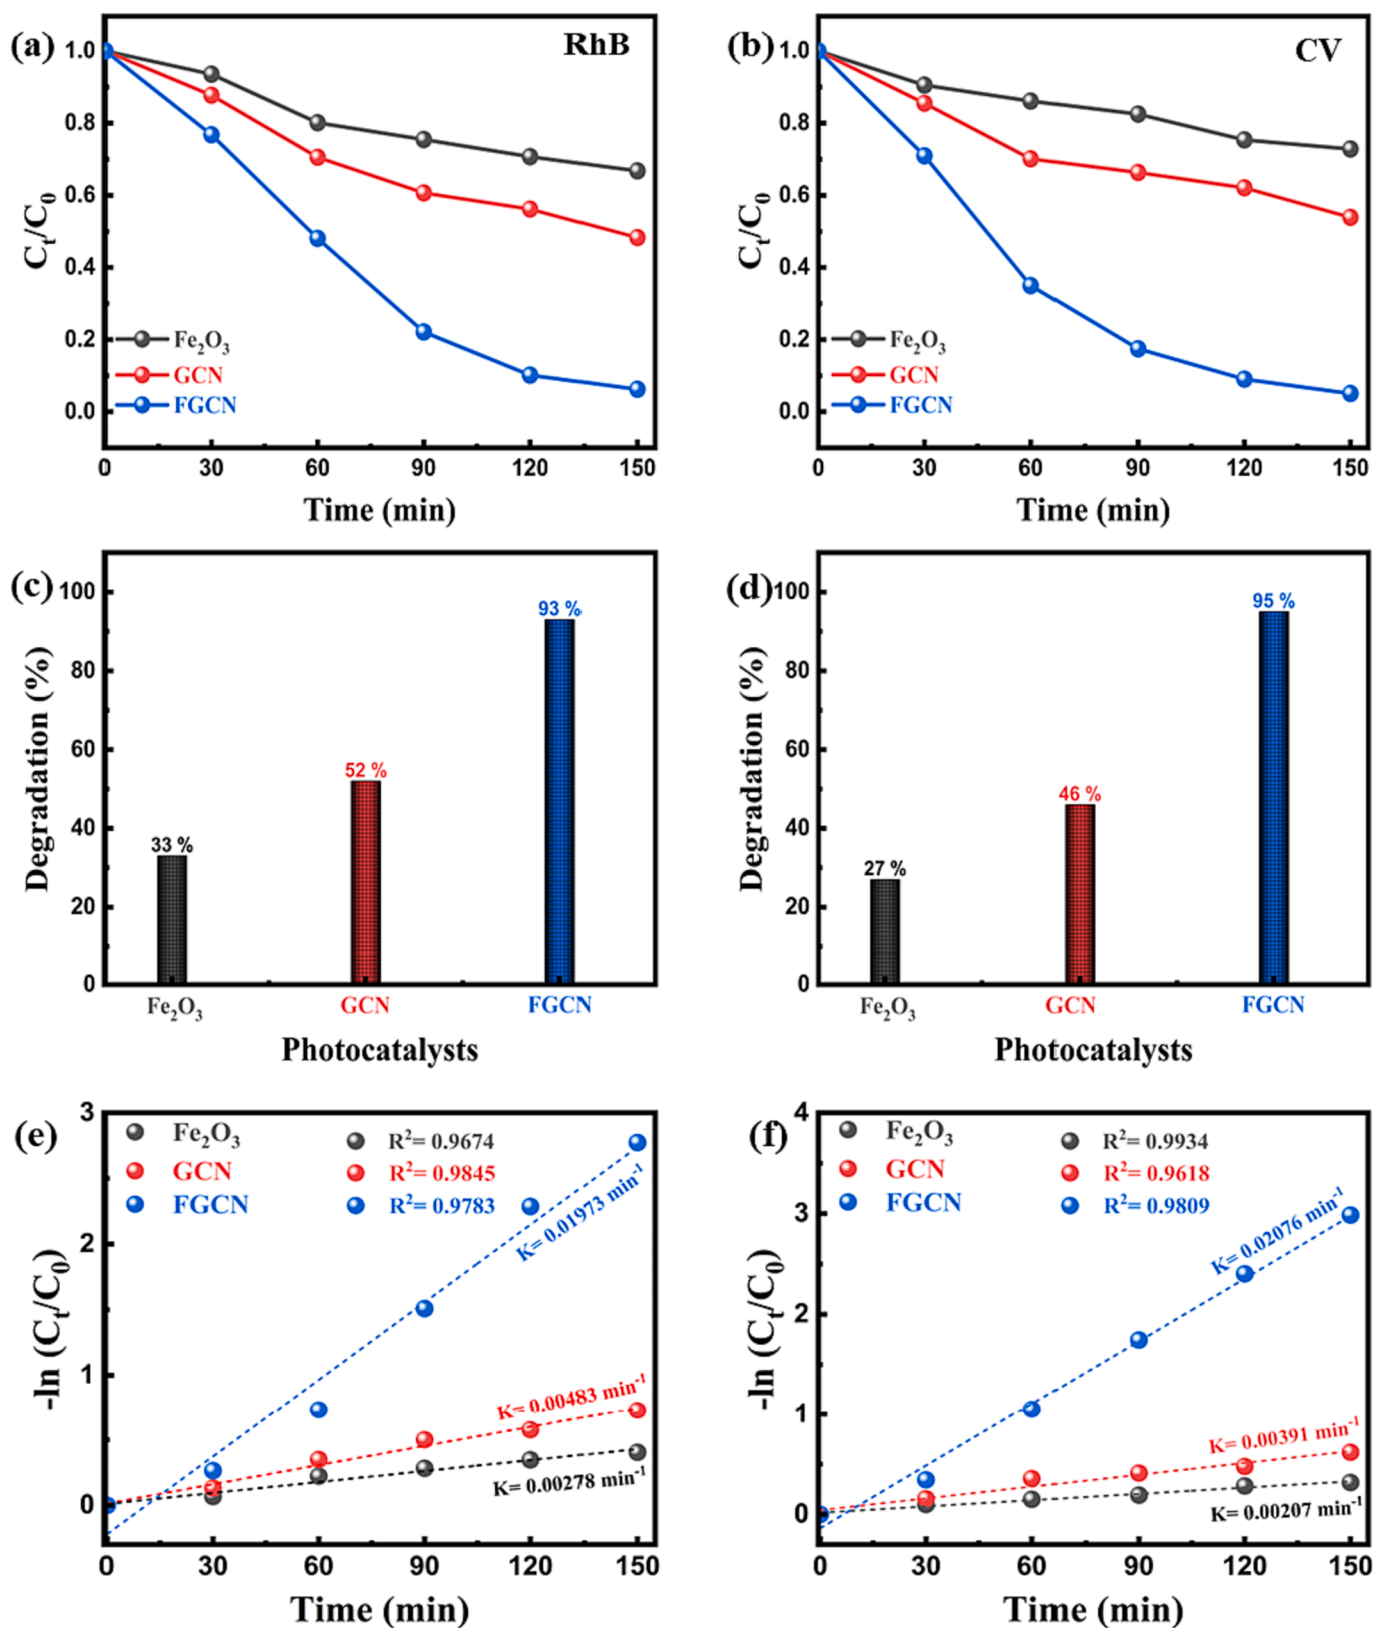 (a)
RhB
1.0
0.8
0.6
0.4
0.2
0.0
Cₜ/C₀
Fe₂O₃
GCN
FGCN
0 30 60 90 120 150
Time (min)
(b)
CV
1.0
0.8
0.6
0.4
0.2
0.0
Cₜ/C₀
Fe₂O₃
GCN
FGCN
0 30 60 90 120 150
Time (min)
(c)
100
80
60
40
20
0
Degradation (%)
33 %
52 %
93 %
Fe₂O₃ GCN FGCN
Photocatalysts
(d)
100
80
60
40
20
0
Degradation (%)
27 %
46 %
95 %
Fe₂O₃ GCN FGCN
Photocatalysts
(e)
3
2
1
0
-ln (Cₜ/C₀)
Fe₂O₃ R²= 0.9674
GCN R²= 0.9845
FGCN R²= 0.9783
K= 0.01973 min⁻¹
K= 0.00483 min⁻¹
K= 0.00278 min⁻¹
0 30 60 90 120 150
Time (min)
(f)
4
3
2
1
0
-ln (Cₜ/C₀)
Fe₂O₃ R²= 0.9934
GCN R²= 0.9618
FGCN R²= 0.9809
K= 0.02076 min⁻¹
K= 0.00391 min⁻¹
K= 0.00207 min⁻¹
0 30 60 90 120 150
Time (min)